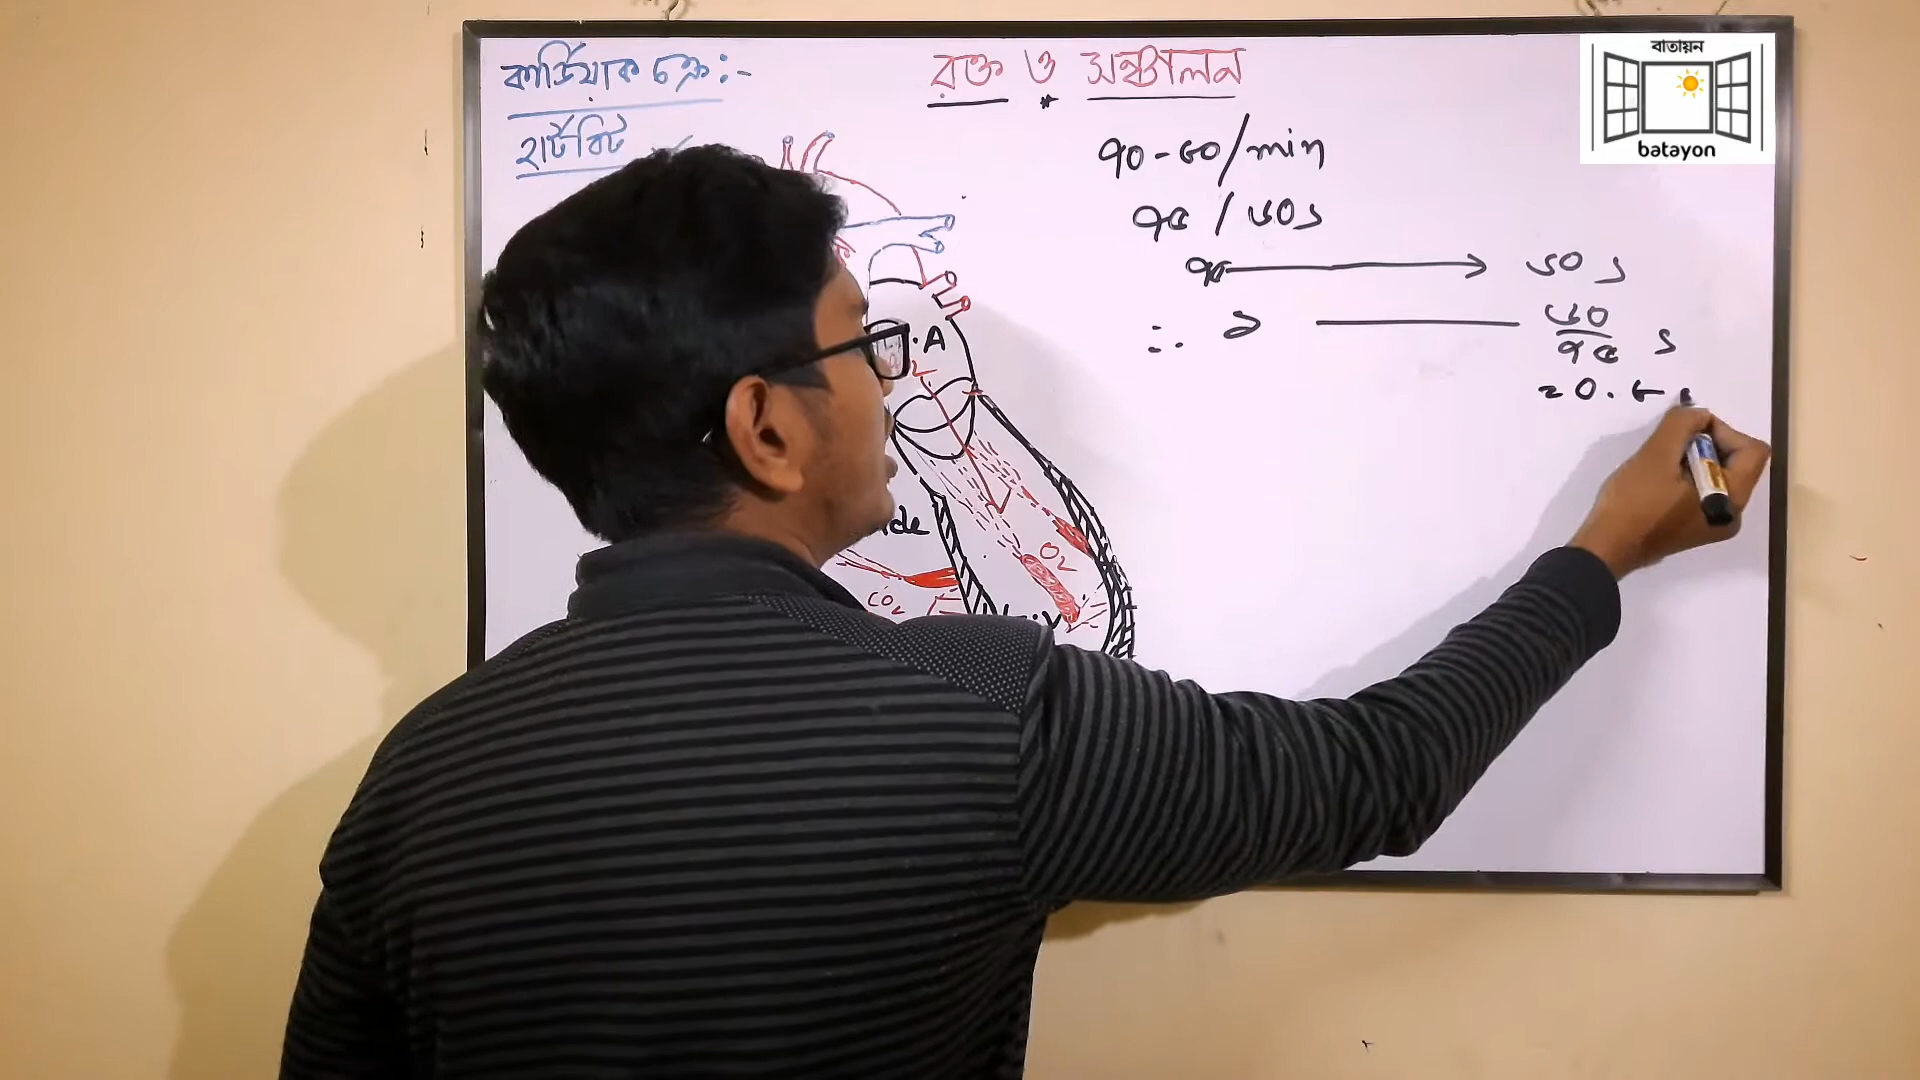 কার্ডিয়াক চক্র :-
হার্টবিট
রক্ত ও সঞ্চালন
বাতায়ন
batayon
৭০-৮০/min
৭৫ / ৬০s
৭৫ → ৬০ s
∴ ১ — ৬০/৭৫ s
= ০.৮ s
A
O₂
CO₂